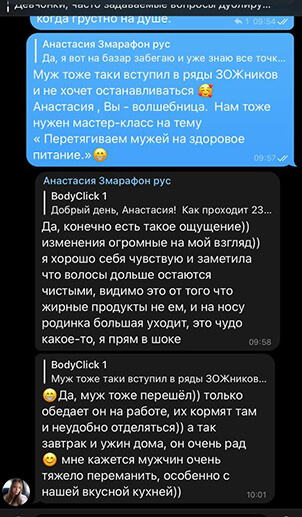 Девчонки, часто задаваемые вопросы дублиру...
когда грустно на душе.
1 09:54
Анастасия Змарафон рус
Да, я вот на базар забегаю и уже знаю все точк...
Муж тоже таки вступил в ряды ЗОЖников
и не хочет останавливаться 🥰
Анастасия , Вы - волшебница. Нам тоже
нужен мастер-класс на тему
« Перетягиваем мужей на здоровое
питание.»😁
09:57
Анастасия Змарафон рус
BodyClick 1
Добрый день, Анастасия! Как проходит 23...
Да, конечно есть такое ощущение))
изменения огромные на мой взгляд))
я хорошо себя чувствую и заметила
что волосы дольше остаются
чистыми, видимо это от того что
жирные продукты не ем, и на носу
родинка большая уходит, это чудо
какое-то, я прям в шоке
09:58
BodyClick 1
Муж тоже таки вступил в ряды ЗОЖников...
😁Да, муж тоже перешёл)) только
обедает он на работе, их кормят там
и неудобно отделяться)) а так
завтрак и ужин дома, он очень рад
😊 мне кажется мужчин очень
тяжело переманить, особенно с
нашей вкусной кухней))
10:01